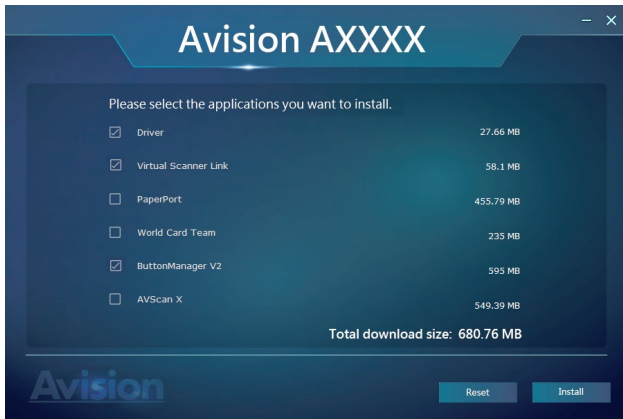 Avision AXXXX
Please select the applications you want to install.
Driver 27.66 MB
Virtual Scanner Link 58.1 MB
PaperPort 455.79 MB
World Card Team 235 MB
ButtonManager V2 595 MB
AVScan X 549.39 MB
Total download size: 680.76 MB
Avision
Reset Install